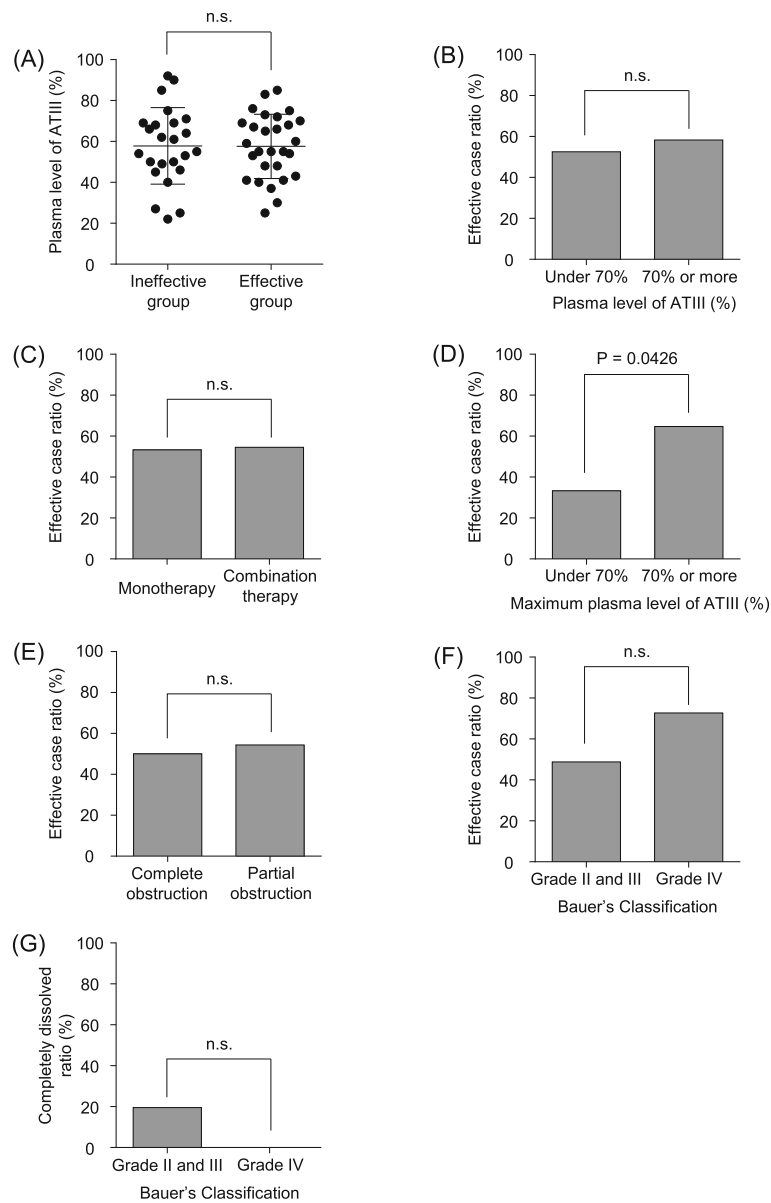 n.s.
(A)
Plasma level of ATIII (%)
100
80
60
40
20
0
Ineffective
group
Effective
group
(B)
Effective case ratio (%)
100
80
60
40
20
0
n.s.
Under 70%
70% or more
Plasma level of ATIII (%)
(C)
Effective case ratio (%)
100
80
60
40
20
0
n.s.
Monotherapy
Combination
therapy
(D)
Effective case ratio (%)
100
80
60
40
20
0
P = 0.0426
Under 70%
70% or more
Maximum plasma level of ATIII (%)
(E)
Effective case ratio (%)
100
80
60
40
20
0
n.s.
Complete
obstruction
Partial
obstruction
(F)
Effective case ratio (%)
100
80
60
40
20
0
n.s.
Grade II and III
Grade IV
Bauer's Classification
(G)
Completely dissolved
ratio (%)
100
80
60
40
20
0
n.s.
Grade II and III
Grade IV
Bauer's Classification